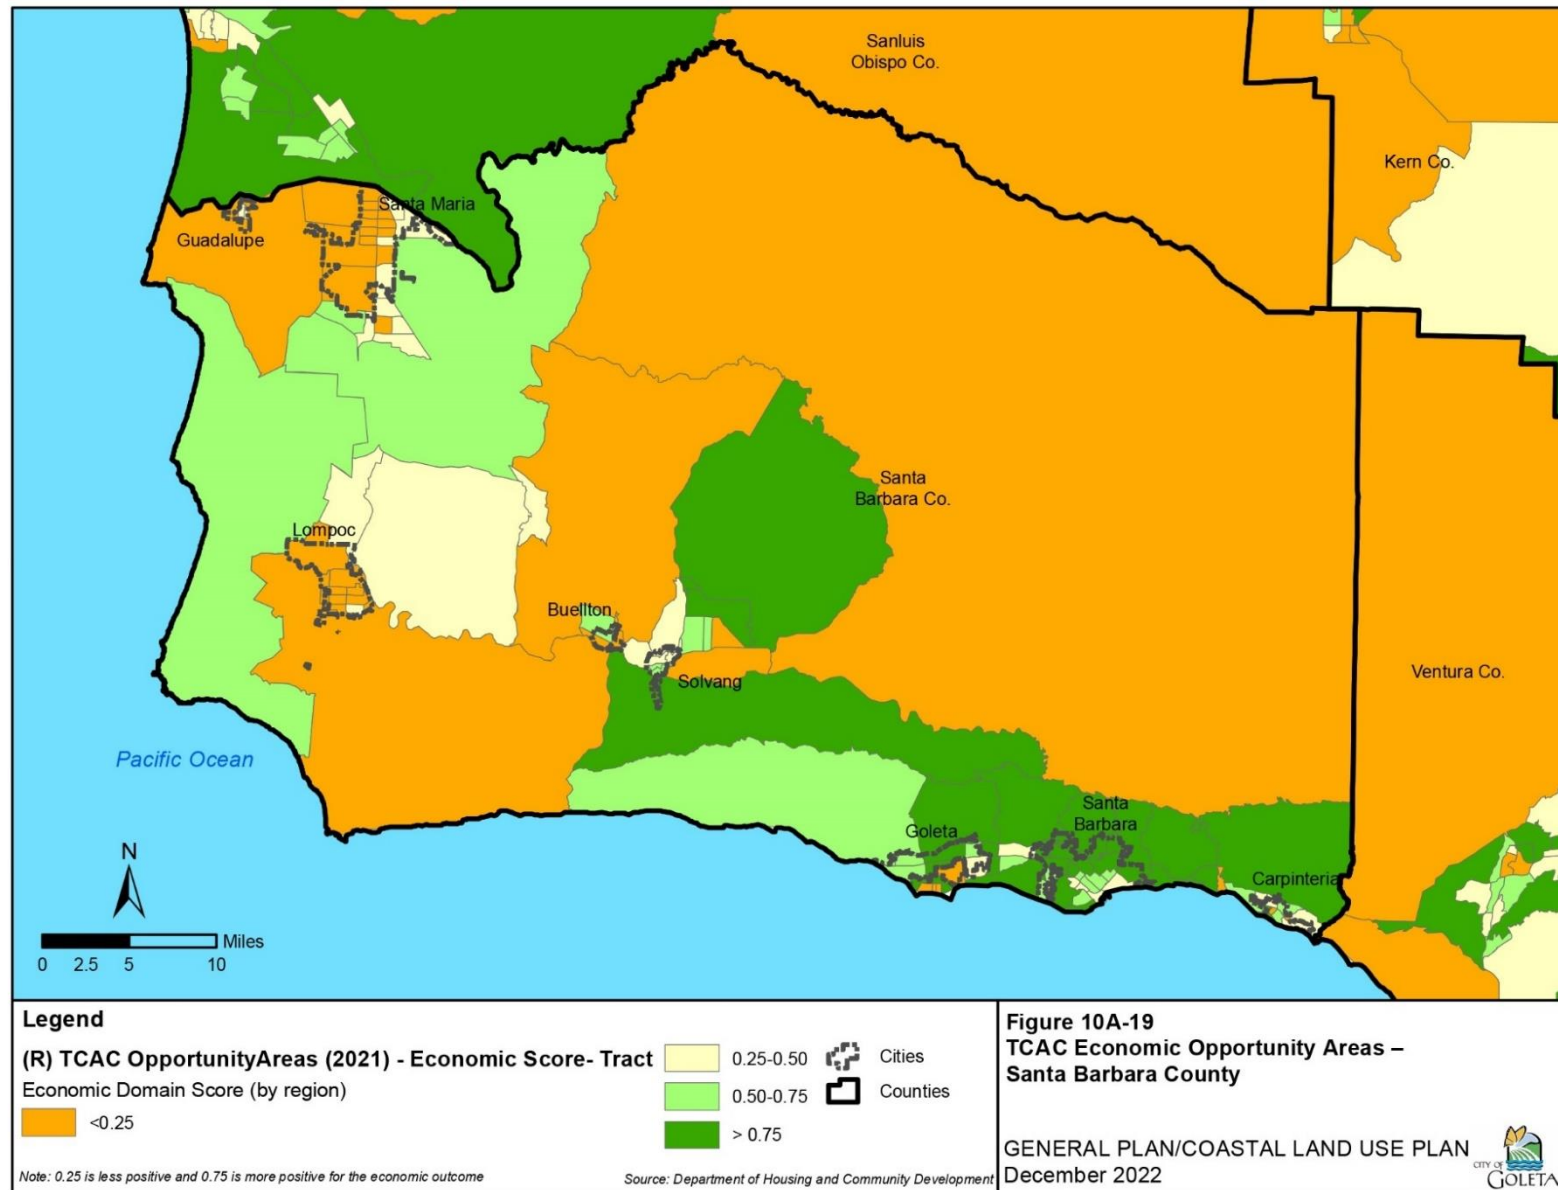 Sanluis
Obispo Co.
Kern Co.
Santa Maria
Guadalupe
Santa
Barbara Co.
Lompoc
Buellton
Solvang
Ventura Co.
Pacific Ocean
Santa
Barbara
Goleta
Carpinteria
N
Miles
0 2.5 5 10
Legend
(R) TCAC OpportunityAreas (2021) - Economic Score- Tract
Economic Domain Score (by region)
<0.25
0.25-0.50
0.50-0.75
> 0.75
Cities
Counties
Note: 0.25 is less positive and 0.75 is more positive for the economic outcome
Source: Department of Housing and Community Development
Figure 10A-19
TCAC Economic Opportunity Areas –
Santa Barbara County
GENERAL PLAN/COASTAL LAND USE PLAN
December 2022
CITY OF
GOLETA